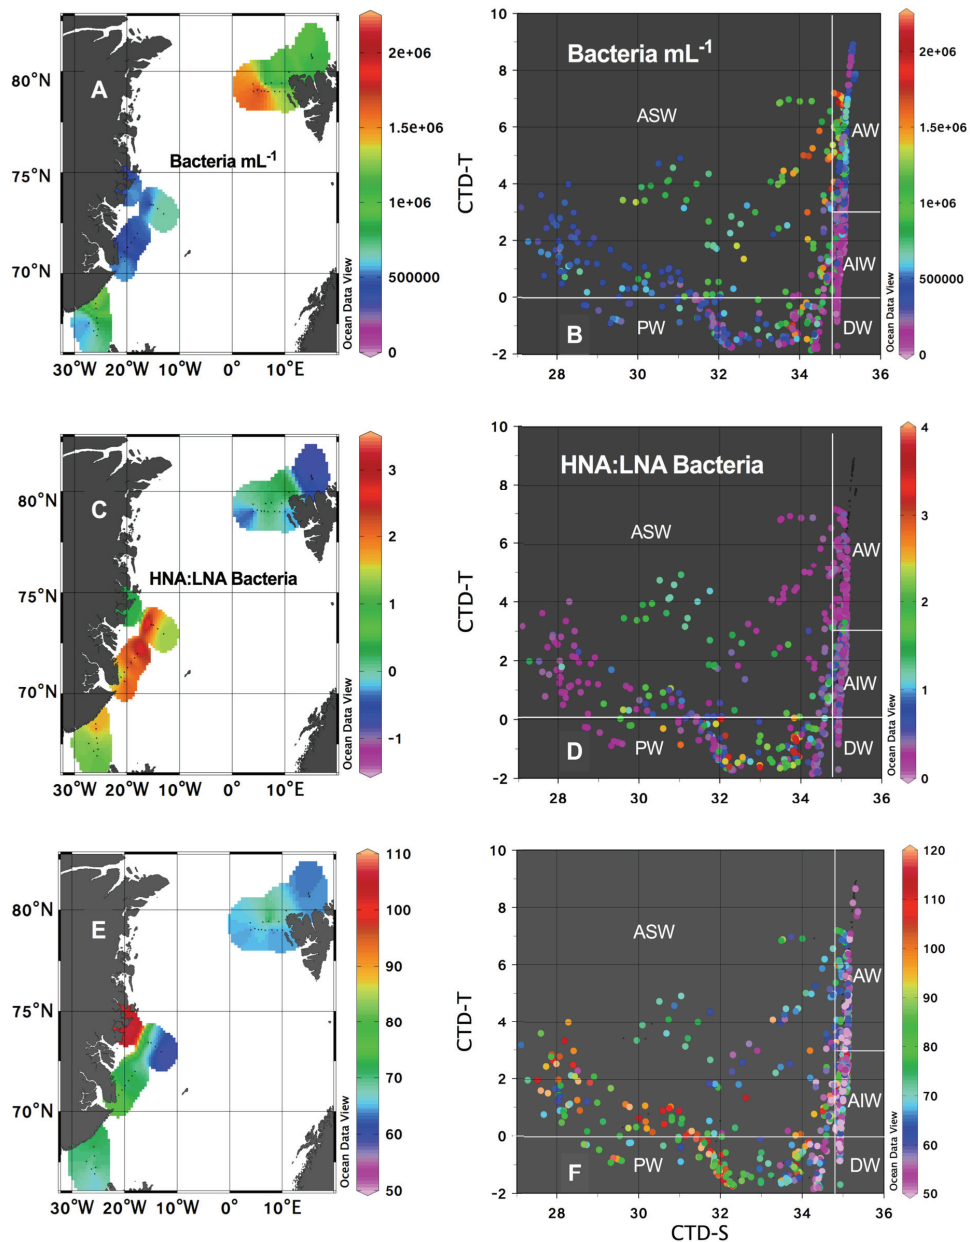 A
Bacteria mL-1
80°N
75°N
70°N
30°W 20°W 10°W 0° 10°E
2e+06
1.5e+06
1e+06
500000
0
Ocean Data View
Bacteria mL-1
ASW
AW
AIW
PW
DW
B
CTD-T
10
8
6
4
2
0
-2
28 30 32 34 36
2e+06
1.5e+06
1e+06
500000
0
Ocean Data View
C
HNA:LNA Bacteria
80°N
75°N
70°N
30°W 20°W 10°W 0° 10°E
3
2
1
0
-1
Ocean Data View
HNA:LNA Bacteria
ASW
AW
AIW
PW
DW
D
CTD-T
10
8
6
4
2
0
-2
28 30 32 34 36
4
3
2
1
0
Ocean Data View
E
80°N
75°N
70°N
30°W 20°W 10°W 0° 10°E
110
100
90
80
70
60
50
Ocean Data View
ASW
AW
AIW
PW
DW
F
CTD-T
10
8
6
4
2
0
-2
28 30 32 34 36
CTD-S
120
110
100
90
80
70
60
50
Ocean Data View